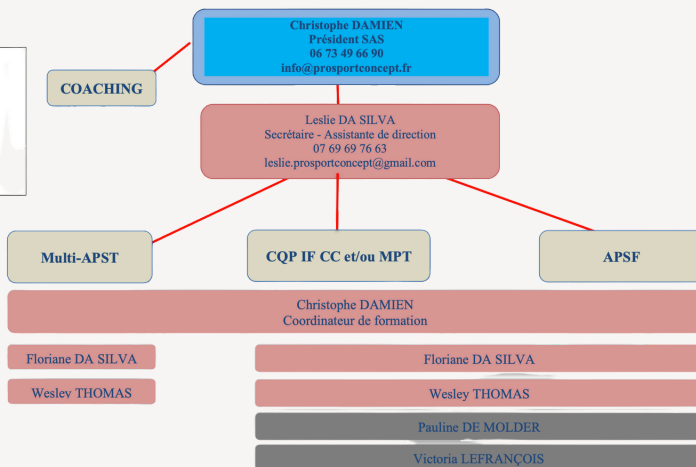 Christophe DAMIEN
Président SAS
06 73 49 66 90
info@prosportconcept.fr
COACHING
Leslie DA SILVA
Secrétaire - Assistante de direction
07 69 69 76 63
leslie.prosportconcept@gmail.com
Multi-APST
CQP IF CC et/ou MPT
APSF
Christophe DAMIEN
Coordinateur de formation
Floriane DA SILVA
Floriane DA SILVA
Wesley THOMAS
Wesley THOMAS
Pauline DE MOLDER
Victoria LEFRANÇOIS